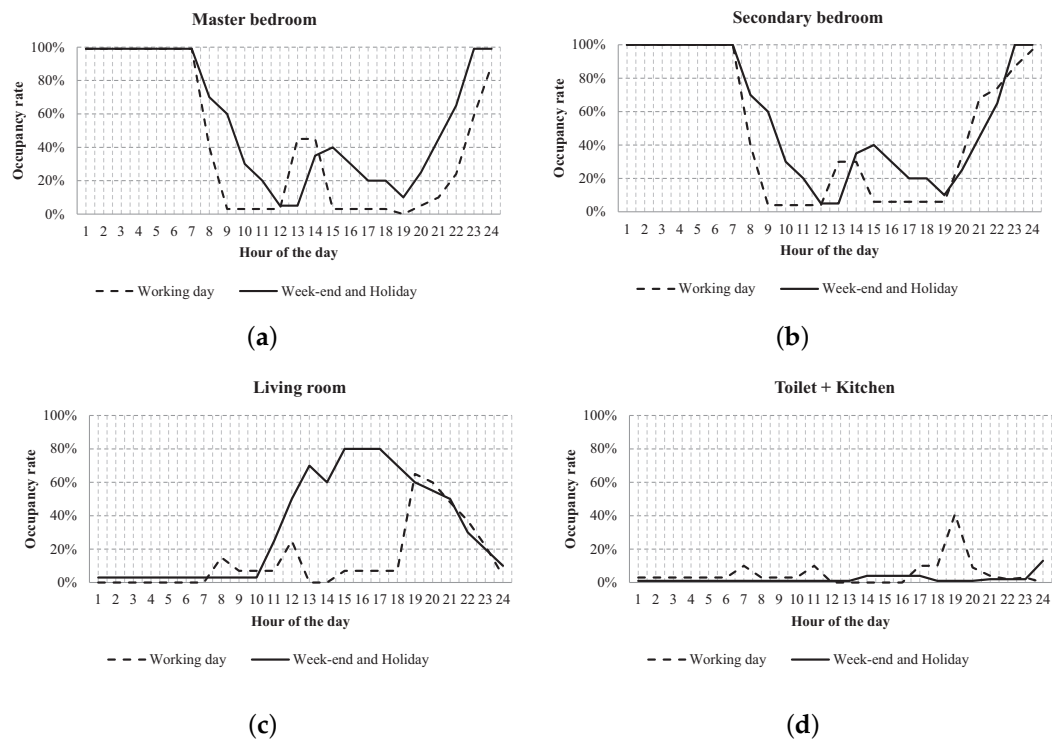 Master bedroom
100%
80%
60%
40%
20%
0%
Occupancy rate
1 2 3 4 5 6 7 8 9 10 11 12 13 14 15 16 17 18 19 20 21 22 23 24
Hour of the day
Working day Week-end and Holiday
(a)
Secondary bedroom
100%
80%
60%
40%
20%
0%
Occupancy rate
1 2 3 4 5 6 7 8 9 10 11 12 13 14 15 16 17 18 19 20 21 22 23 24
Hour of the day
Working day Week-end and Holiday
(b)
Living room
100%
80%
60%
40%
20%
0%
Occupancy rate
1 2 3 4 5 6 7 8 9 10 11 12 13 14 15 16 17 18 19 20 21 22 23 24
Hour of the day
Working day Week-end and Holiday
(c)
Toilet + Kitchen
100%
80%
60%
40%
20%
0%
Occupancy rate
1 2 3 4 5 6 7 8 9 10 11 12 13 14 15 16 17 18 19 20 21 22 23 24
Hour of the day
Working day Week-end and Holiday
(d)